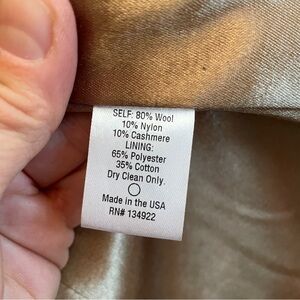 SELF: 80% Wool
10% Nylon
10% Cashmere
LINING:
65% Polyester
35% Cotton
Dry Clean Only
Made in the USA
RN# 134922